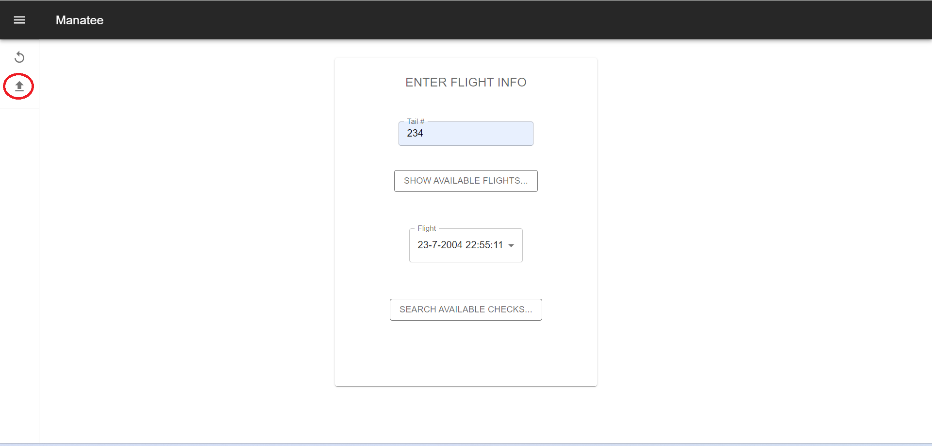 Manatee
ENTER FLIGHT INFO
Tail #
234
SHOW AVAILABLE FLIGHTS...
Flight
23-7-2004 22:55:11
SEARCH AVAILABLE CHECKS...